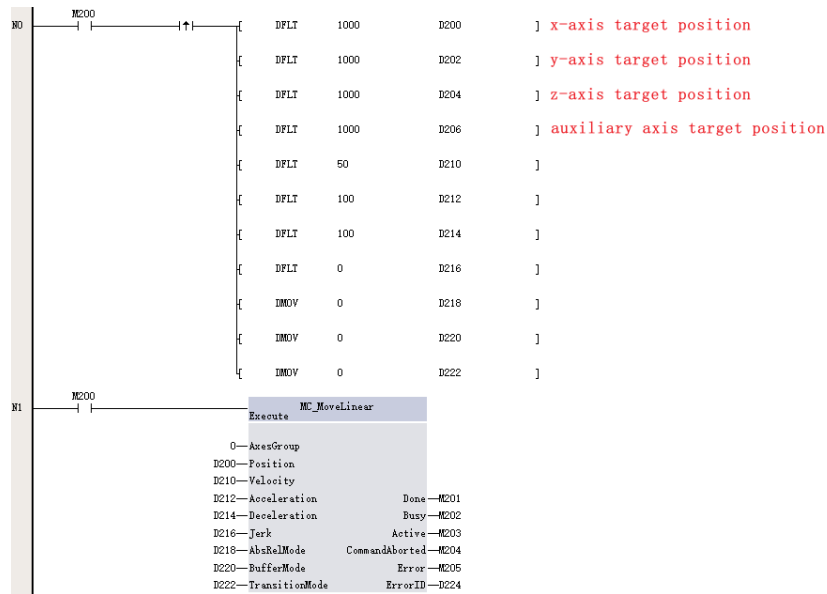 M200
N0 DFLT 1000 D200 x-axis target position
DFLT 1000 D202 y-axis target position
DFLT 1000 D204 z-axis target position
DFLT 1000 D206 auxiliary axis target position
DFLT 50 D210
DFLT 100 D212
DFLT 100 D214
DFLT 0 D216
DMOV 0 D218
DMOV 0 D220
DMOV 0 D222
M200
N1 MC_MoveLinear
Execute
0 AxesGroup
D200 Position
D210 Velocity
D212 Acceleration Done M201
D214 Deceleration Busy M202
D216 Jerk Active M203
D218 AbsRelMode CommandAborted M204
D220 BufferMode Error M205
D222 TransitionMode ErrorID D224